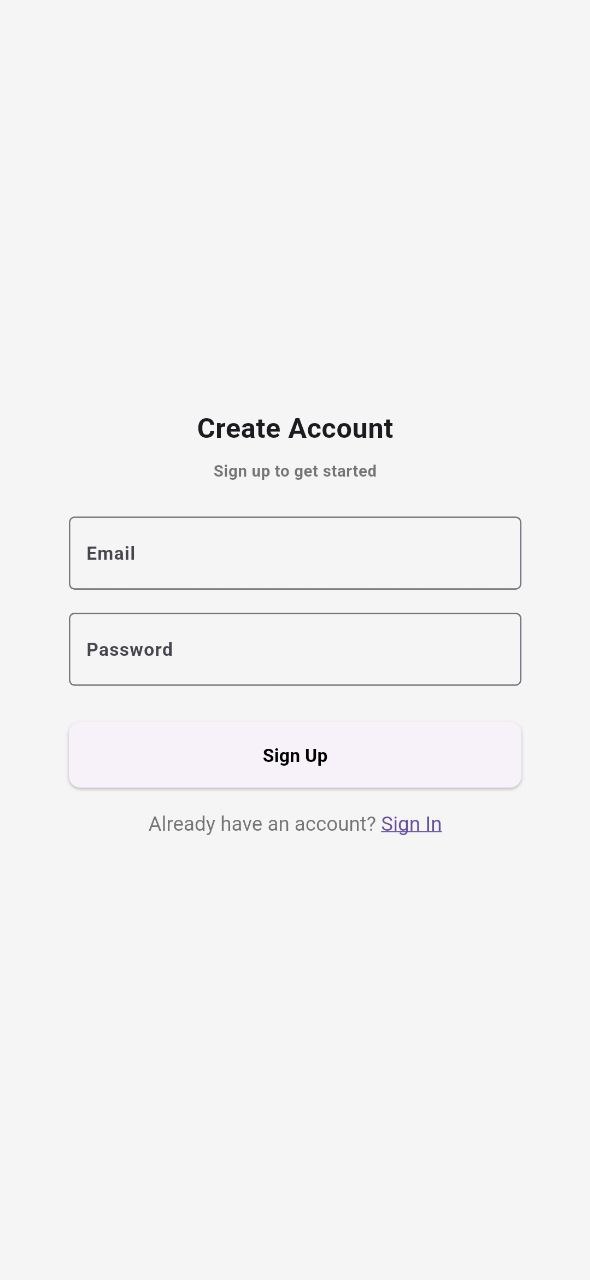 Create Account
Sign up to get started
Email
Password
Sign Up
Already have an account? Sign In